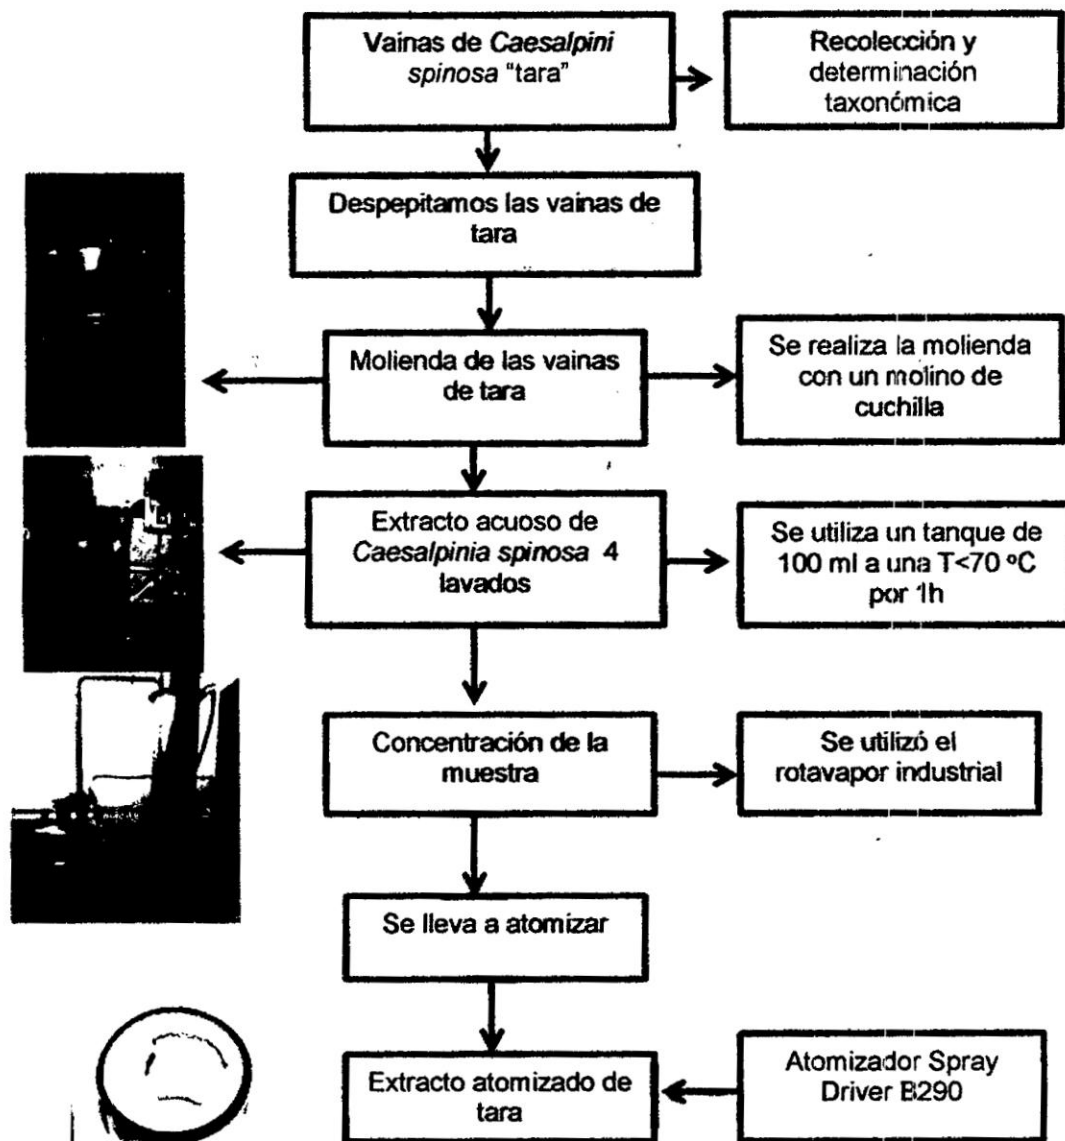 Vainas de Caesalpini
spinosa "tara"
Recolección y
determinación
taxonómica
Despepitamos las vainas de
tara
Molienda de las vainas
de tara
Se realiza la molienda
con un molino de
cuchilla
Extracto acuoso de
Caesalpinia spinosa 4
lavados
Se utiliza un tanque de
100 ml a una T<70 ºC
por 1h
Concentración de la
muestra
Se utilizó el
rotavapor industrial
Se lleva a atomizar
Extracto atomizado de
tara
Atomizador Spray
Driver B290